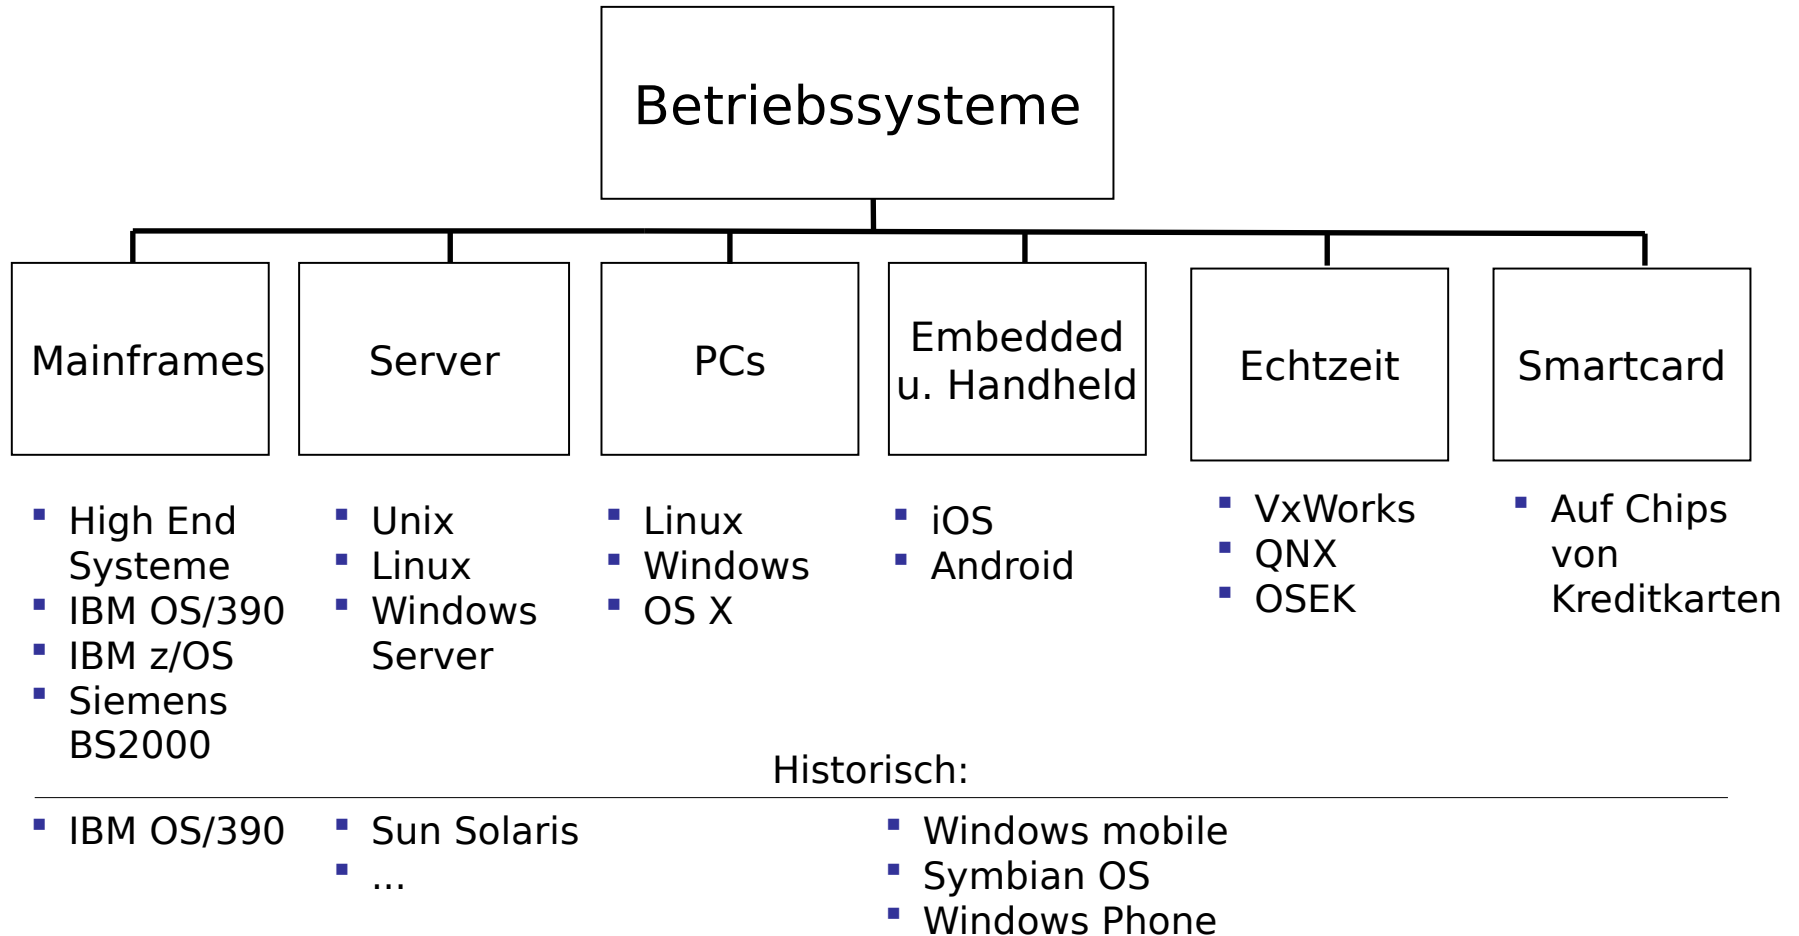 Betriebssysteme
Mainframes
Server
PCs
Embedded
u. Handheld
Echtzeit
Smartcard
High End
Systeme
IBM OS/390
IBM z/OS
Siemens
BS2000
Unix
Linux
Windows
Server
Linux
Windows
OS X
iOS
Android
VxWorks
QNX
OSEK
Auf Chips
von
Kreditkarten
Historisch:
IBM OS/390
Sun Solaris
...
Windows mobile
Symbian OS
Windows Phone